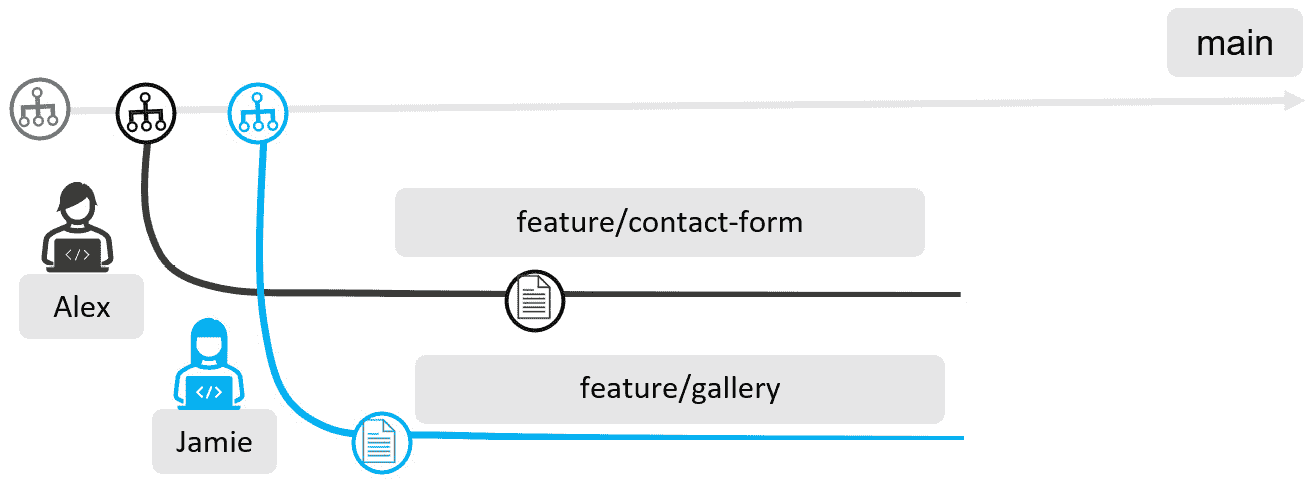 main
feature/contact-form
</>
Alex
feature/gallery
</>
Jamie